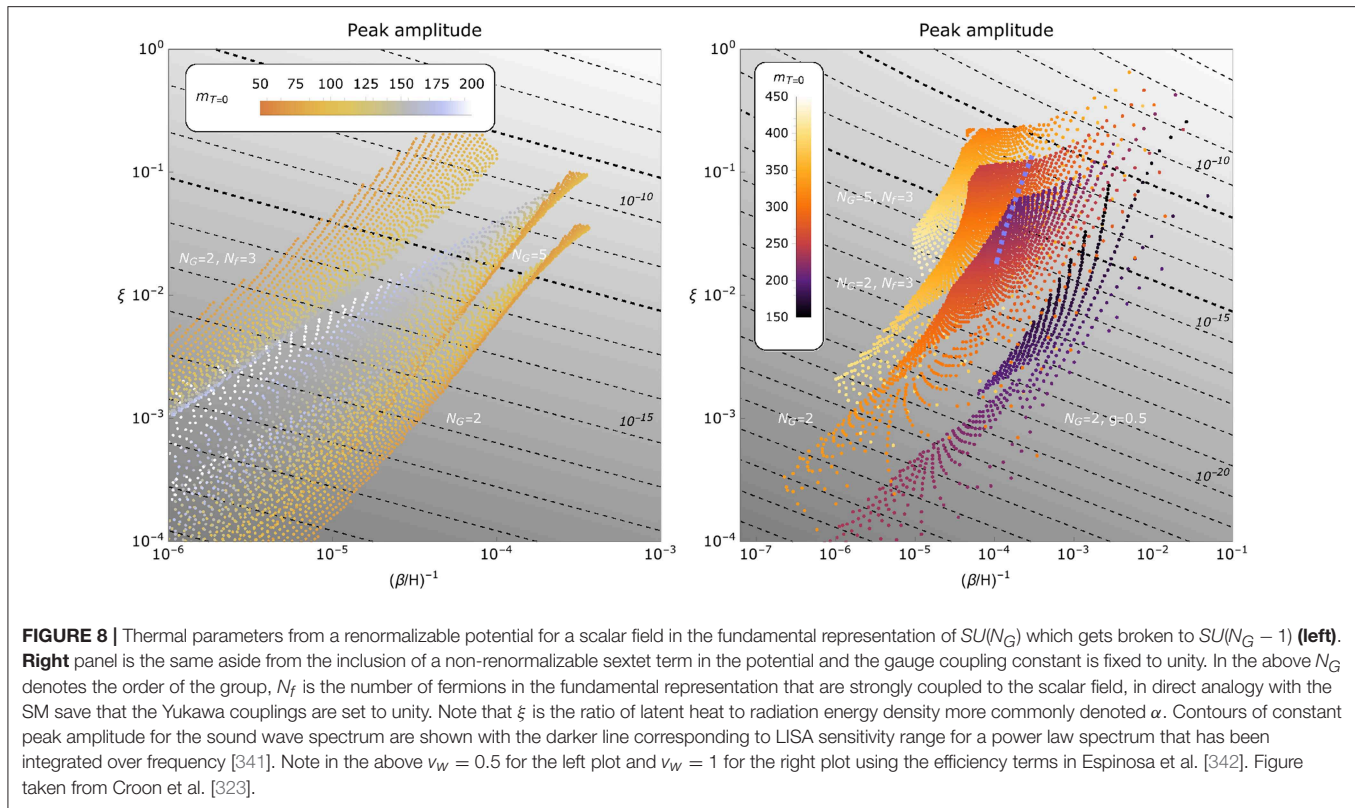 Peak amplitude
10⁰
10⁻¹
10⁻²
10⁻³
10⁻⁴
ξ
m_{T=0}
50 75 100 125 150 175 200
10⁻¹⁰
N_G=2, N_f=3
N_G=5
10⁻¹⁵
N_G=2
10⁻⁶ 10⁻⁵ 10⁻⁴ 10⁻³
(β/H)⁻¹
Peak amplitude
10⁰
10⁻¹
10⁻²
10⁻³
10⁻⁴
ξ
m_{T=0}
450
400
350
300
250
200
150
10⁻¹⁰
N_G=5, N_f=3
N_G=2, N_f=3
10⁻¹⁵
N_G=2
N_G=2, g=0.5
10⁻²⁰
10⁻⁷ 10⁻⁶ 10⁻⁵ 10⁻⁴ 10⁻³ 10⁻² 10⁻¹
(β/H)⁻¹
FIGURE 8 | Thermal parameters from a renormalizable potential for a scalar field in the fundamental representation of SU(N_G) which gets broken to SU(N_G − 1) (left).
Right panel is the same aside from the inclusion of a non-renormalizable sextet term in the potential and the gauge coupling constant is fixed to unity. In the above N_G
denotes the order of the group, N_f is the number of fermions in the fundamental representation that are strongly coupled to the scalar field, in direct analogy with the
SM save that the Yukawa couplings are set to unity. Note that ξ is the ratio of latent heat to radiation energy density more commonly denoted α. Contours of constant
peak amplitude for the sound wave spectrum are shown with the darker line corresponding to LISA sensitivity range for a power law spectrum that has been
integrated over frequency [341]. Note in the above v_w = 0.5 for the left plot and v_w = 1 for the right plot using the efficiency terms in Espinosa et al. [342]. Figure
taken from Croon et al. [323].